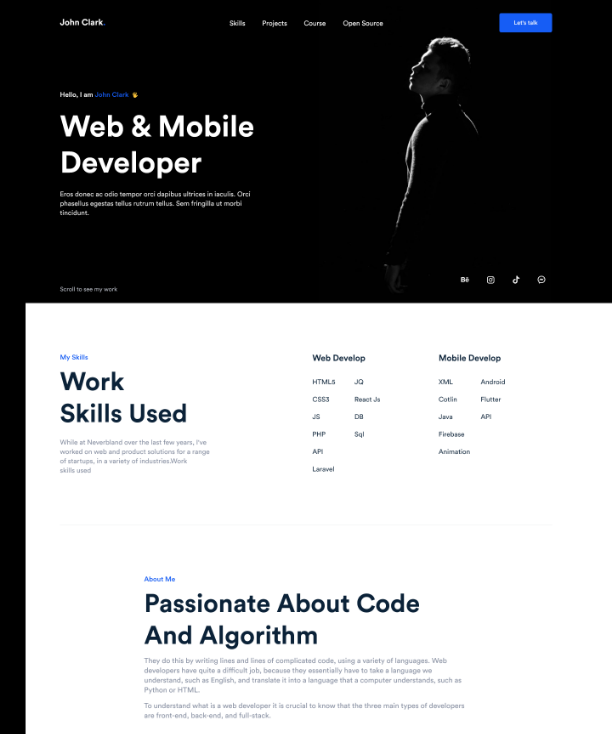 John Clark.
Skills Projects Course Open Source
Let's talk
Hello, I am John Clark 👋
Web & Mobile
Developer
Eros donec ac odio tempor orci dapibus ultrices in iaculis. Orci
phasellus egestas tellus rutrum tellus. Sem fringilla ut morbi
tincidunt.
Scroll to see my work
Bē
My Skills
Work
Skills Used
While at Neverbland over the last few years, I've
worked on web and product solutions for a range
of startups, in a variety of industries.Work
skills used
Web Develop
HTML5 JQ
CSS3 React Js
JS DB
PHP Sql
API
Laravel
Mobile Develop
XML Android
Cotlin Flutter
Java API
Firebase
Animation
About Me
Passionate About Code
And Algorithm
They do this by writing lines and lines of complicated code, using a variety of languages. Web
developers have quite a difficult job, because they essentially have to take a language we
understand, such as English, and translate it into a language that a computer understands, such as
Python or HTML.
To understand what is a web developer it is crucial to know that the three main types of developers
are front-end, back-end, and full-stack.